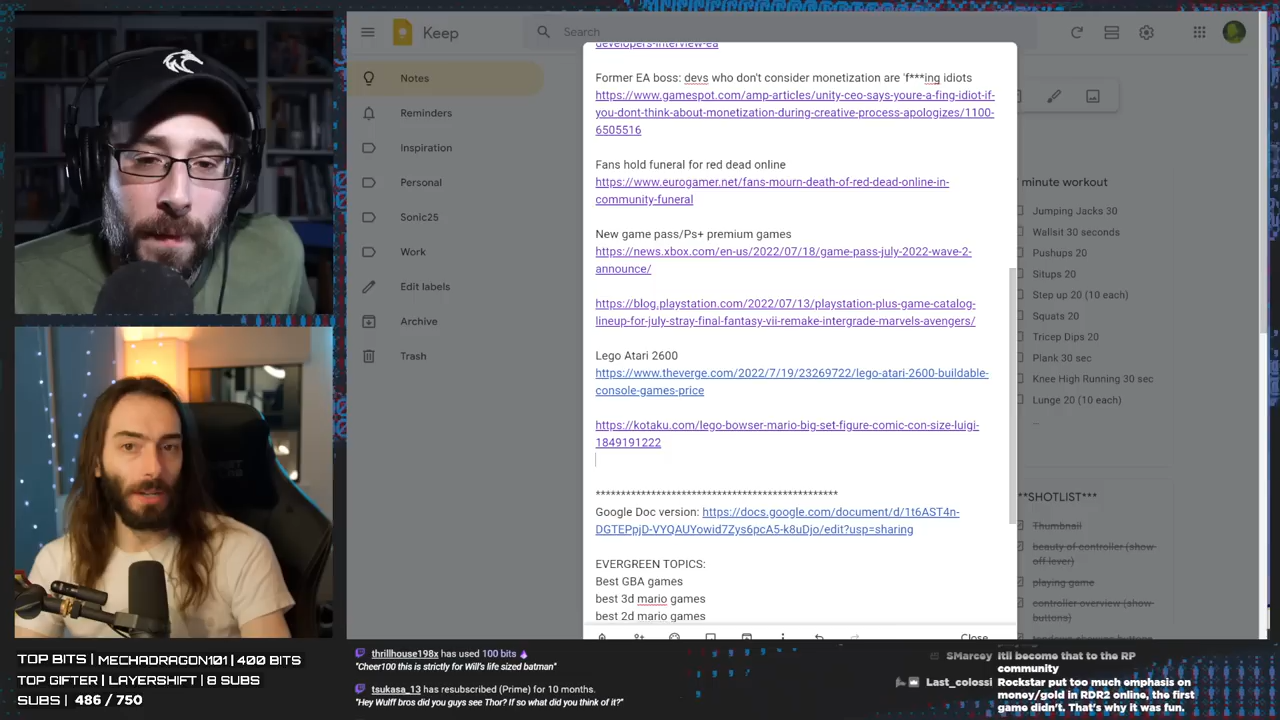 Keep
Search
Notes
Reminders
Inspiration
Personal
Sonic25
Work
Edit labels
Archive
Trash
developers-interview-ea
Former EA boss: devs who don't consider monetization are 'f***ing idiots
https://www.gamespot.com/amp-articles/unity-ceo-says-youre-a-fing-idiot-if-
you-dont-think-about-monetization-during-creative-process-apologizes/1100-
6505516
Fans hold funeral for red dead online
https://www.eurogamer.net/fans-mourn-death-of-red-dead-online-in-
community-funeral
New game pass/Ps+ premium games
https://news.xbox.com/en-us/2022/07/18/game-pass-july-2022-wave-2-
announce/
https://blog.playstation.com/2022/07/13/playstation-plus-game-catalog-
lineup-for-july-stray-final-fantasy-vii-remake-intergrade-marvels-avengers/
Lego Atari 2600
https://www.theverge.com/2022/7/19/23269722/lego-atari-2600-buildable-
console-games-price
https://kotaku.com/lego-bowser-mario-big-set-figure-comic-con-size-luigi-
1849191222
************************************************
Google Doc version: https://docs.google.com/document/d/1t6AST4n-
DGTEPpjD-VYQAUYowid7Zys6pcA5-k8uDjo/edit?usp=sharing
EVERGREEN TOPICS:
Best GBA games
best 3d mario games
best 2d mario games
Close
minute workout
Jumping Jacks 30
Wallsit 30 seconds
Pushups 20
Situps 20
Step up 20 (10 each)
Squats 20
Tricep Dips 20
Plank 30 sec
Knee High Running 30 sec
Lunge 20 (10 each)
...
**SHOTLIST***
Thumbnail
beauty of controller (show
off lever)
playing game
controller overview (show
buttons)
TOP BITS | MECHADRAGON101 | 400 BITS
TOP GIFTER | LAYERSHIFT | 8 SUBS
SUBS | 486 / 750
thrillhouse198x has used 100 bits
"Cheer100 this is strictly for Will's life sized batman"
tsukasa_13 has resubscribed (Prime) for 10 months.
"Hey Wulff bros did you guys see Thor? If so what did you think of it?"
SMarcey
Itll become that to the RP
community
Last_colossi
Rockstar put too much emphasis on
money/gold in RDR2 online, the first
game didn't. That's why it was fun.